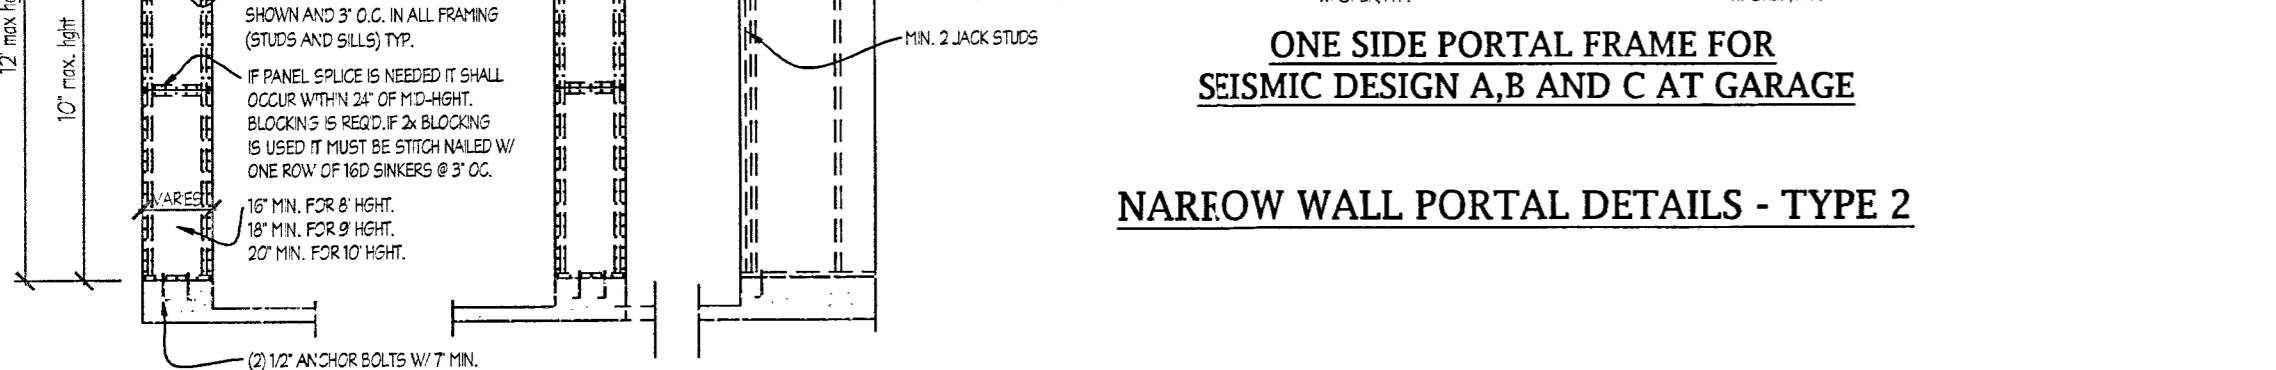 SHOWN AND 3" O.C. IN ALL FRAMING
(STUDS AND SILLS) TYP.
IF PANEL SPLICE IS NEEDED IT SHALL
OCCUR WITHIN 24" OF MID-HGHT.
BLOCKING IS REQ'D. IF 2x BLOCKING
IS USED IT MUST BE STITCH NAILED W/
ONE ROW OF 16D SINKERS @ 3" OC.
VARIES
16" MIN. FOR 8' HGHT.
18" MIN. FOR 9' HGHT.
20" MIN. FOR 10' HGHT.
(2) 1/2" ANCHOR BOLTS W/ 7" MIN.
12' max
10" max. hght
MIN. 2 JACK STUDS
ONE SIDE PORTAL FRAME FOR
SEISMIC DESIGN A,B AND C AT GARAGE
NARROW WALL PORTAL DETAILS - TYPE 2